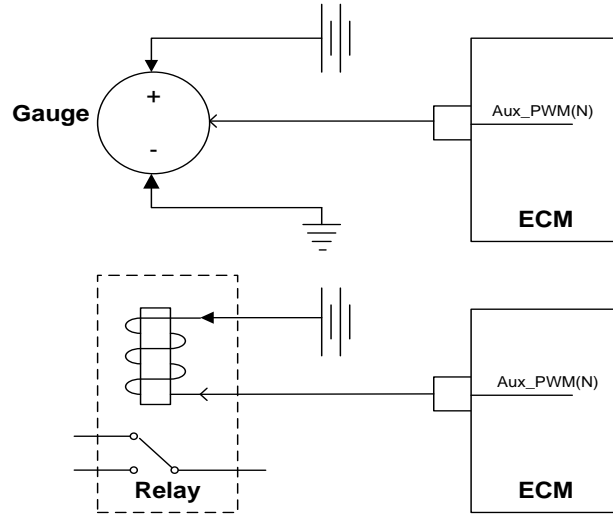 +
Gauge
Aux_PWM(N)
-
ECM
Aux_PWM(N)
Relay
ECM